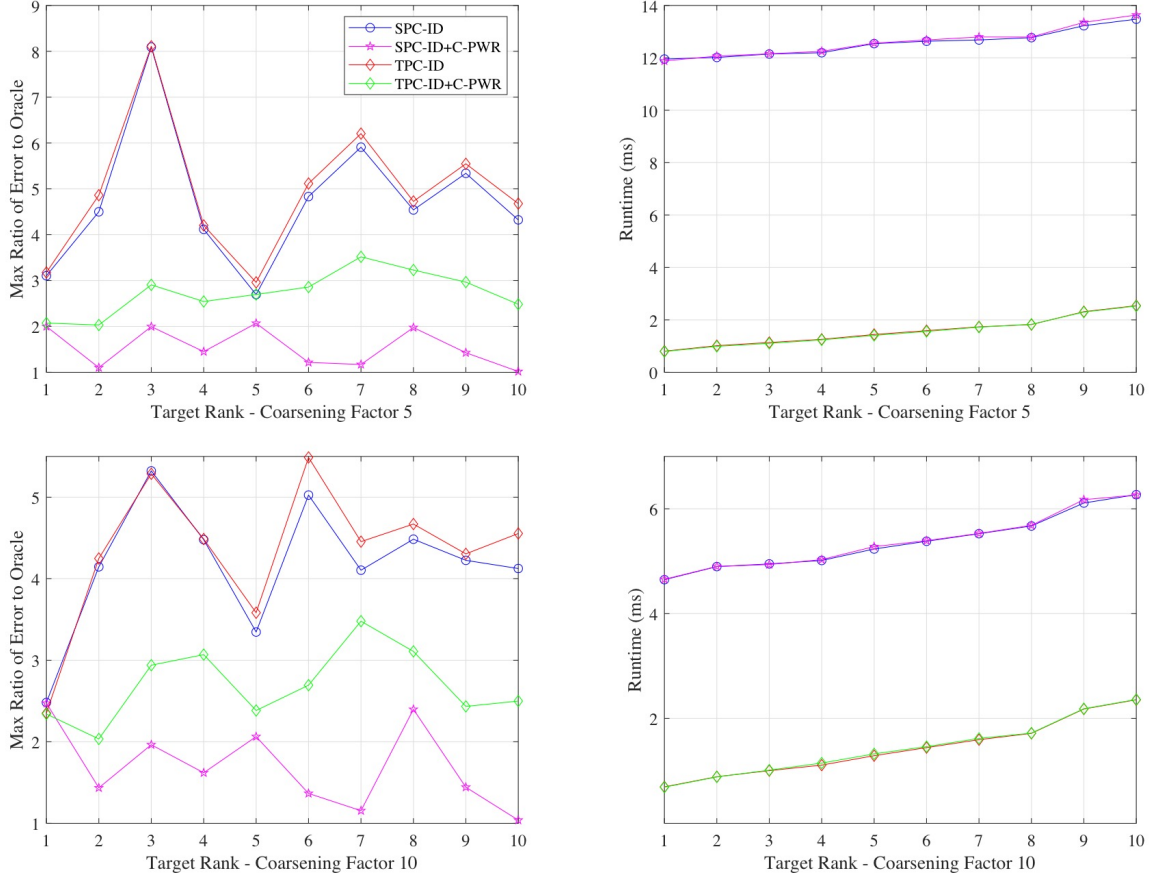 Max Ratio of Error to Oracle
9
8
7
6
5
4
3
2
1
SPC-ID
SPC-ID+C-PWR
TPC-ID
TPC-ID+C-PWR
1 2 3 4 5 6 7 8 9 10
Target Rank - Coarsening Factor 5
Runtime (ms)
14
12
10
8
6
4
2
0
1 2 3 4 5 6 7 8 9 10
Target Rank - Coarsening Factor 5
Max Ratio of Error to Oracle
5
4
3
2
1
1 2 3 4 5 6 7 8 9 10
Target Rank - Coarsening Factor 10
Runtime (ms)
6
4
2
1 2 3 4 5 6 7 8 9 10
Target Rank - Coarsening Factor 10